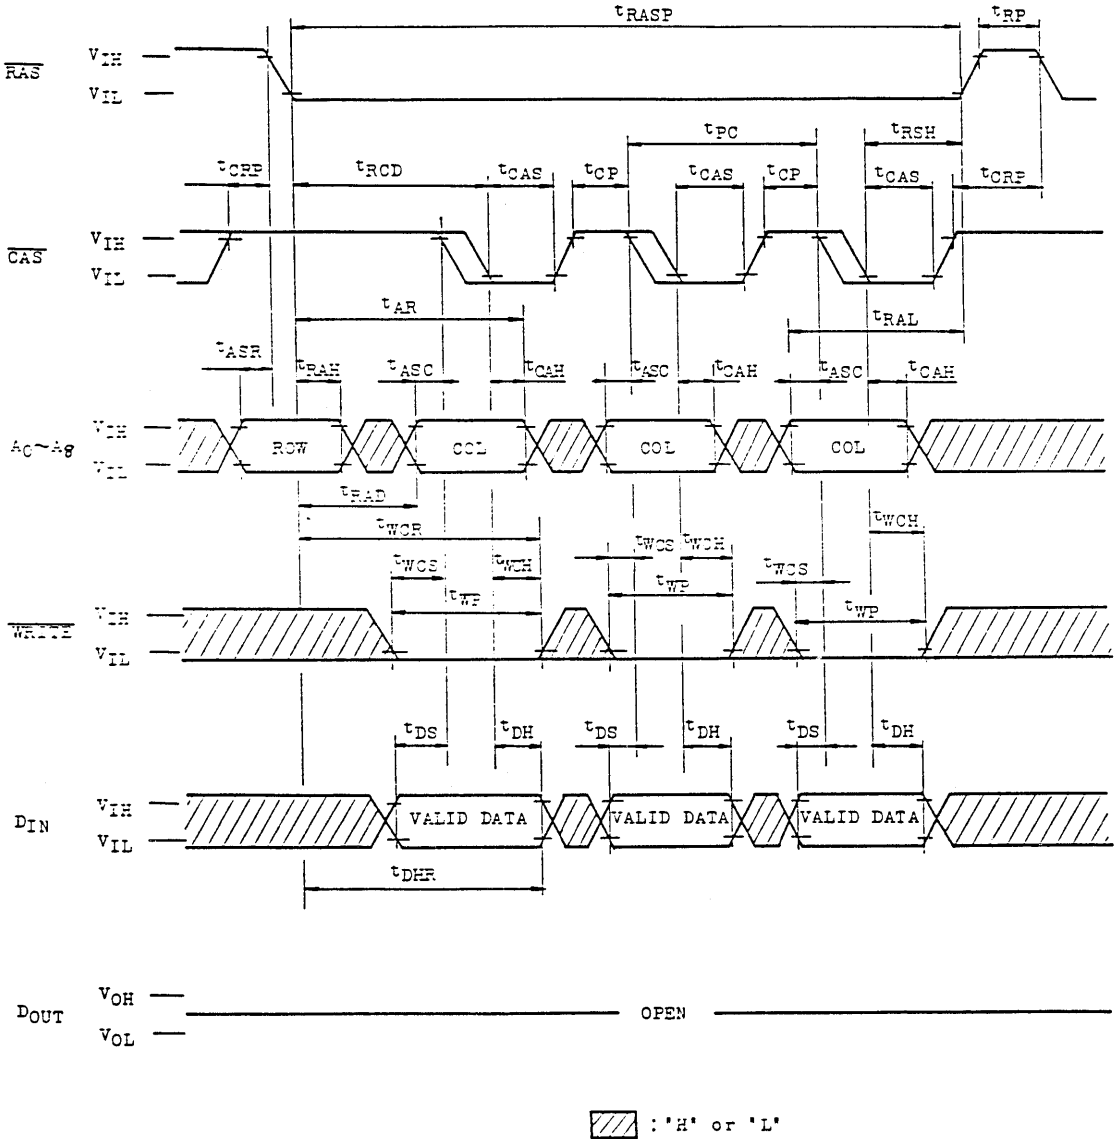 tRASP tRP
RAS VIH
VIL
tPC tRSH
tCRP tRCD tCAS tCP tCAS tCP tCAS tCRP
CAS VIH
VIL
tAR tRAL
tASR tRAH tASC tCAH tASC tCAH tASC tCAH
A0~A8 VIH
ROW COL COL COL
VIL
tRAD
tWCR tWCH
tWCS tWCH tWCS tWCH tWCS
tWP tWP tWP
WRITE VIH
VIL
tDS tDH tDS tDH tDS tDH
DIN VIH
VALID DATA VALID DATA VALID DATA
VIL
tDHR
DOUT VOH
OPEN
VOL
: "H" or "L"